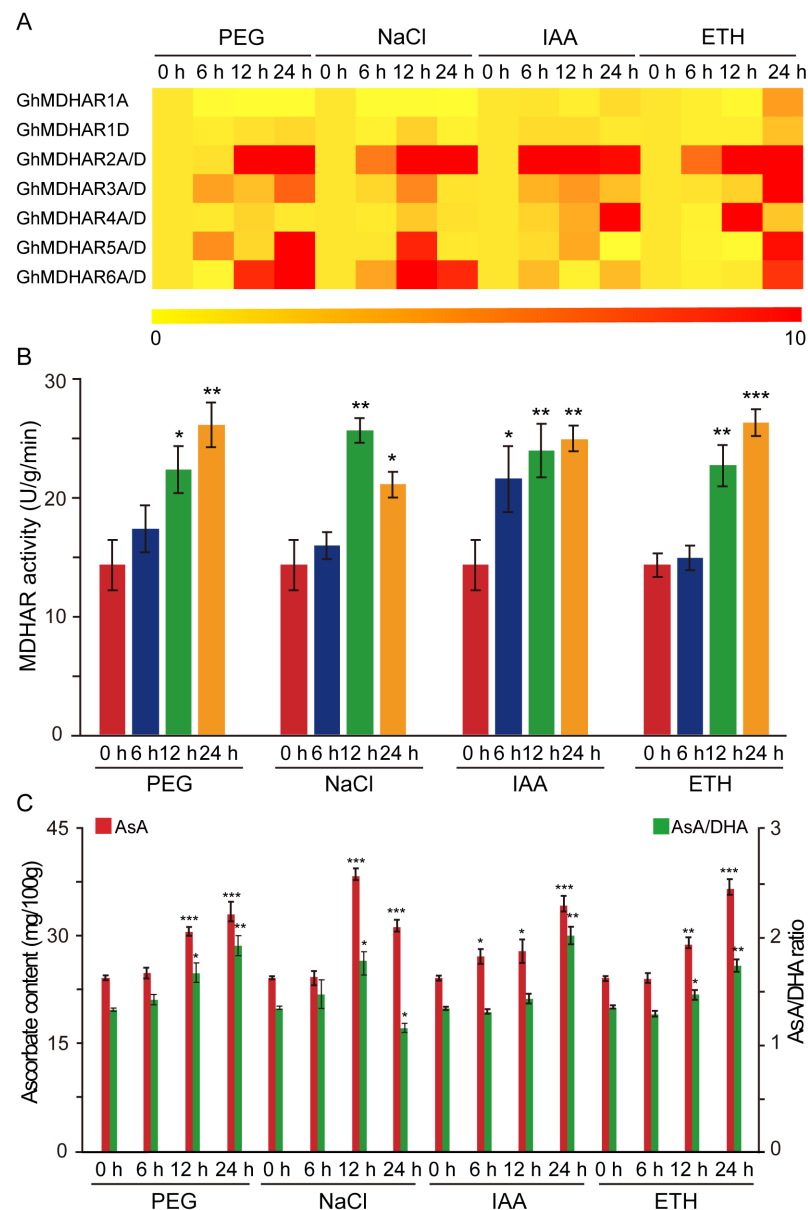 A
PEG NaCl IAA ETH
0 h 6 h 12 h 24 h 0 h 6 h 12 h 24 h 0 h 6 h 12 h 24 h 0 h 6 h 12 h 24 h
GhMDHAR1A
GhMDHAR1D
GhMDHAR2A/D
GhMDHAR3A/D
GhMDHAR4A/D
GhMDHAR5A/D
GhMDHAR6A/D
0 10
B
MDHAR activity (U/g/min)
30
20
10
0
* ** ** * * ** ** ** ***
0 h 6 h 12 h 24 h 0 h 6 h 12 h 24 h 0 h 6 h 12 h 24 h 0 h 6 h 12 h 24 h
PEG NaCl IAA ETH
C
AsA AsA/DHA
Ascorbate content (mg/100g)
45
30
15
0
AsA/DHA ratio
3
2
1
0
*** * *** ** *** * *** * * * *** ** ** * *** **
0 h 6 h 12 h 24 h 0 h 6 h 12 h 24 h 0 h 6 h 12 h 24 h 0 h 6 h 12 h 24 h
PEG NaCl IAA ETH